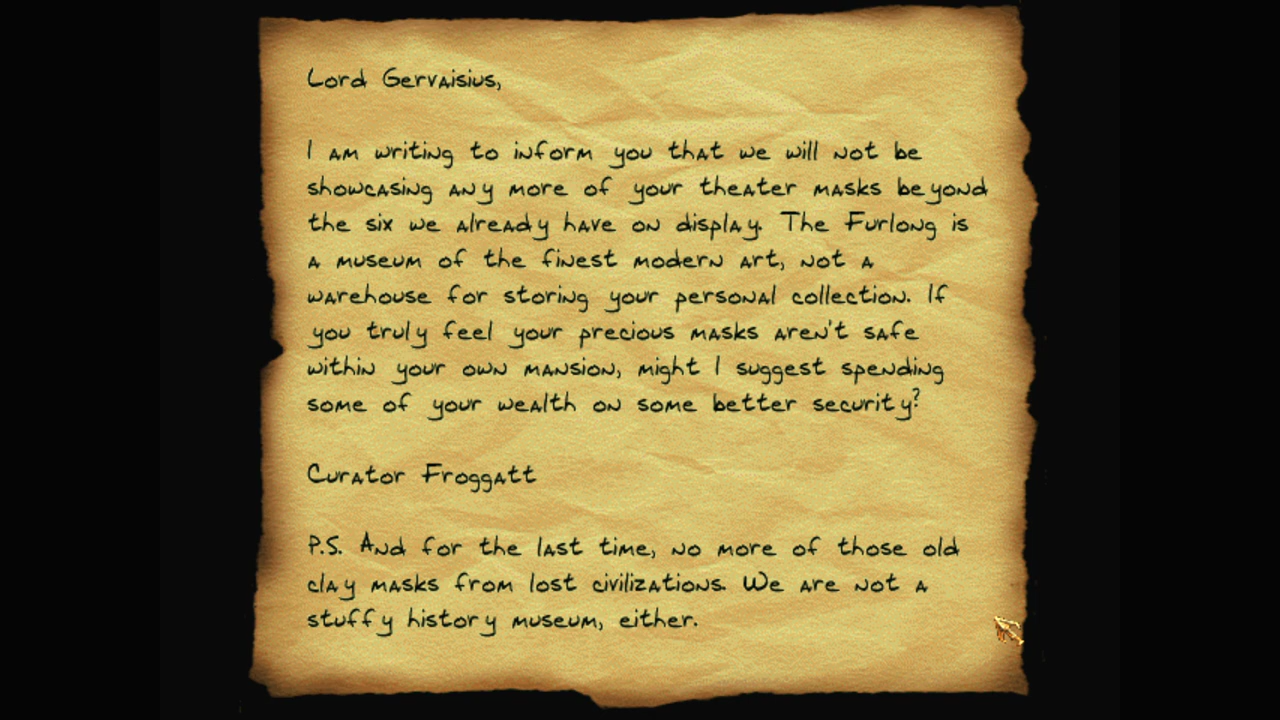 Lord Gervaisius,
I am writing to inform you that we will not be
showcasing any more of your theater masks beyond
the six we already have on display. The Furlong is
a museum of the finest modern art, not a
warehouse for storing your personal collection. If
you truly feel your precious masks aren't safe
within your own mansion, might I suggest spending
some of your wealth on some better security?
Curator Froggatt
P.S. And for the last time, no more of those old
clay masks from lost civilizations. We are not a
stuffy history museum, either.